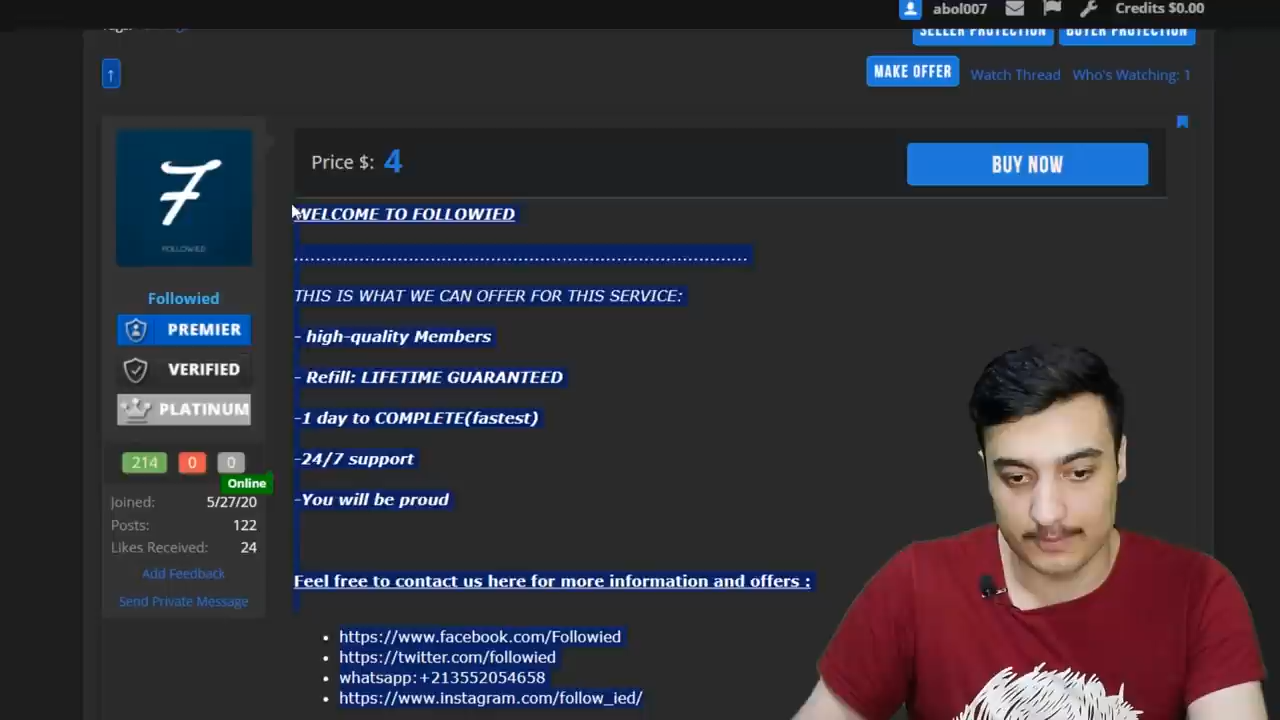 abol007
Credits $0.00
SELLER PROTECTION
BUYER PROTECTION
MAKE OFFER
Watch Thread
Who's Watching: 1
Price $: 4
BUY NOW
7
FOLLOWIED
Followied
PREMIER
VERIFIED
PLATINUM
214 0 0
Online
Joined: 5/27/20
Posts: 122
Likes Received: 24
Add Feedback
Send Private Message
WELCOME TO FOLLOWIED
................................................................................
THIS IS WHAT WE CAN OFFER FOR THIS SERVICE:
- high-quality Members
- Refill: LIFETIME GUARANTEED
-1 day to COMPLETE(fastest)
-24/7 support
-You will be proud
Feel free to contact us here for more information and offers :
• https://www.facebook.com/Followied
• https://twitter.com/followied
• whatsapp:+213552054658
• https://www.instagram.com/follow_ied/